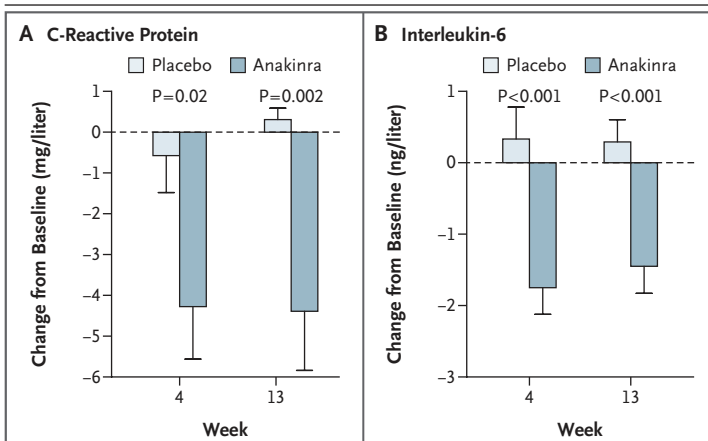 A C-Reactive Protein
Placebo Anakinra
P=0.02 P=0.002
Change from Baseline (mg/liter)
1
0
–1
–2
–3
–4
–5
–6
4 13
Week
B Interleukin-6
Placebo Anakinra
P<0.001 P<0.001
Change from Baseline (ng/liter)
1
0
–1
–2
–3
4 13
Week